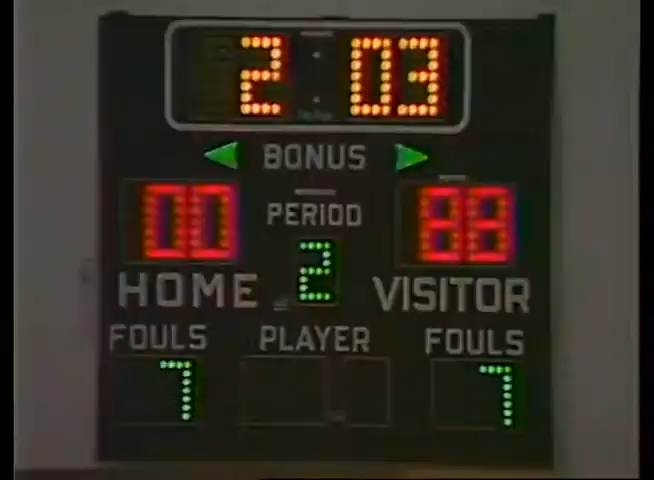 2 : 03
BONUS
PERIOD
00 2 88
HOME VISITOR
FOULS PLAYER FOULS
7 7